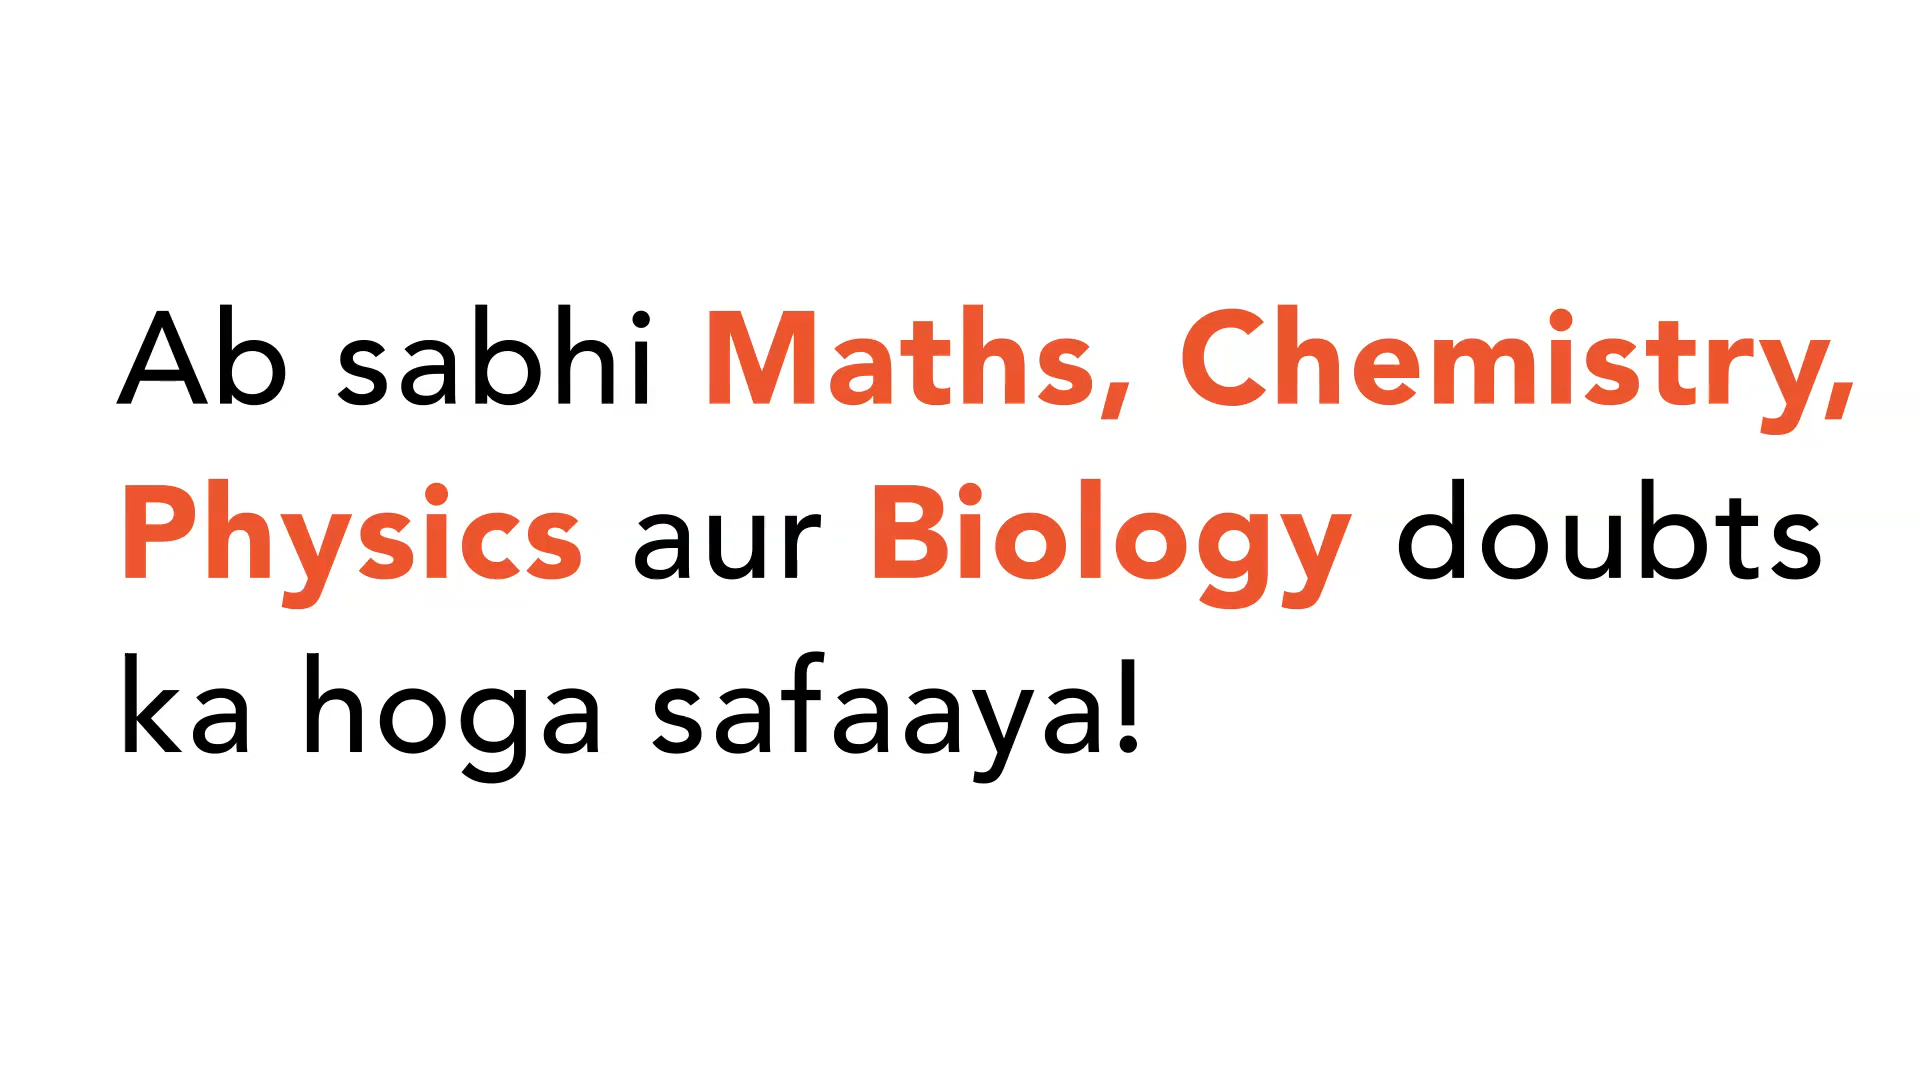 Ab sabhi Maths, Chemistry,
Physics aur Biology doubts
ka hoga safaaya!